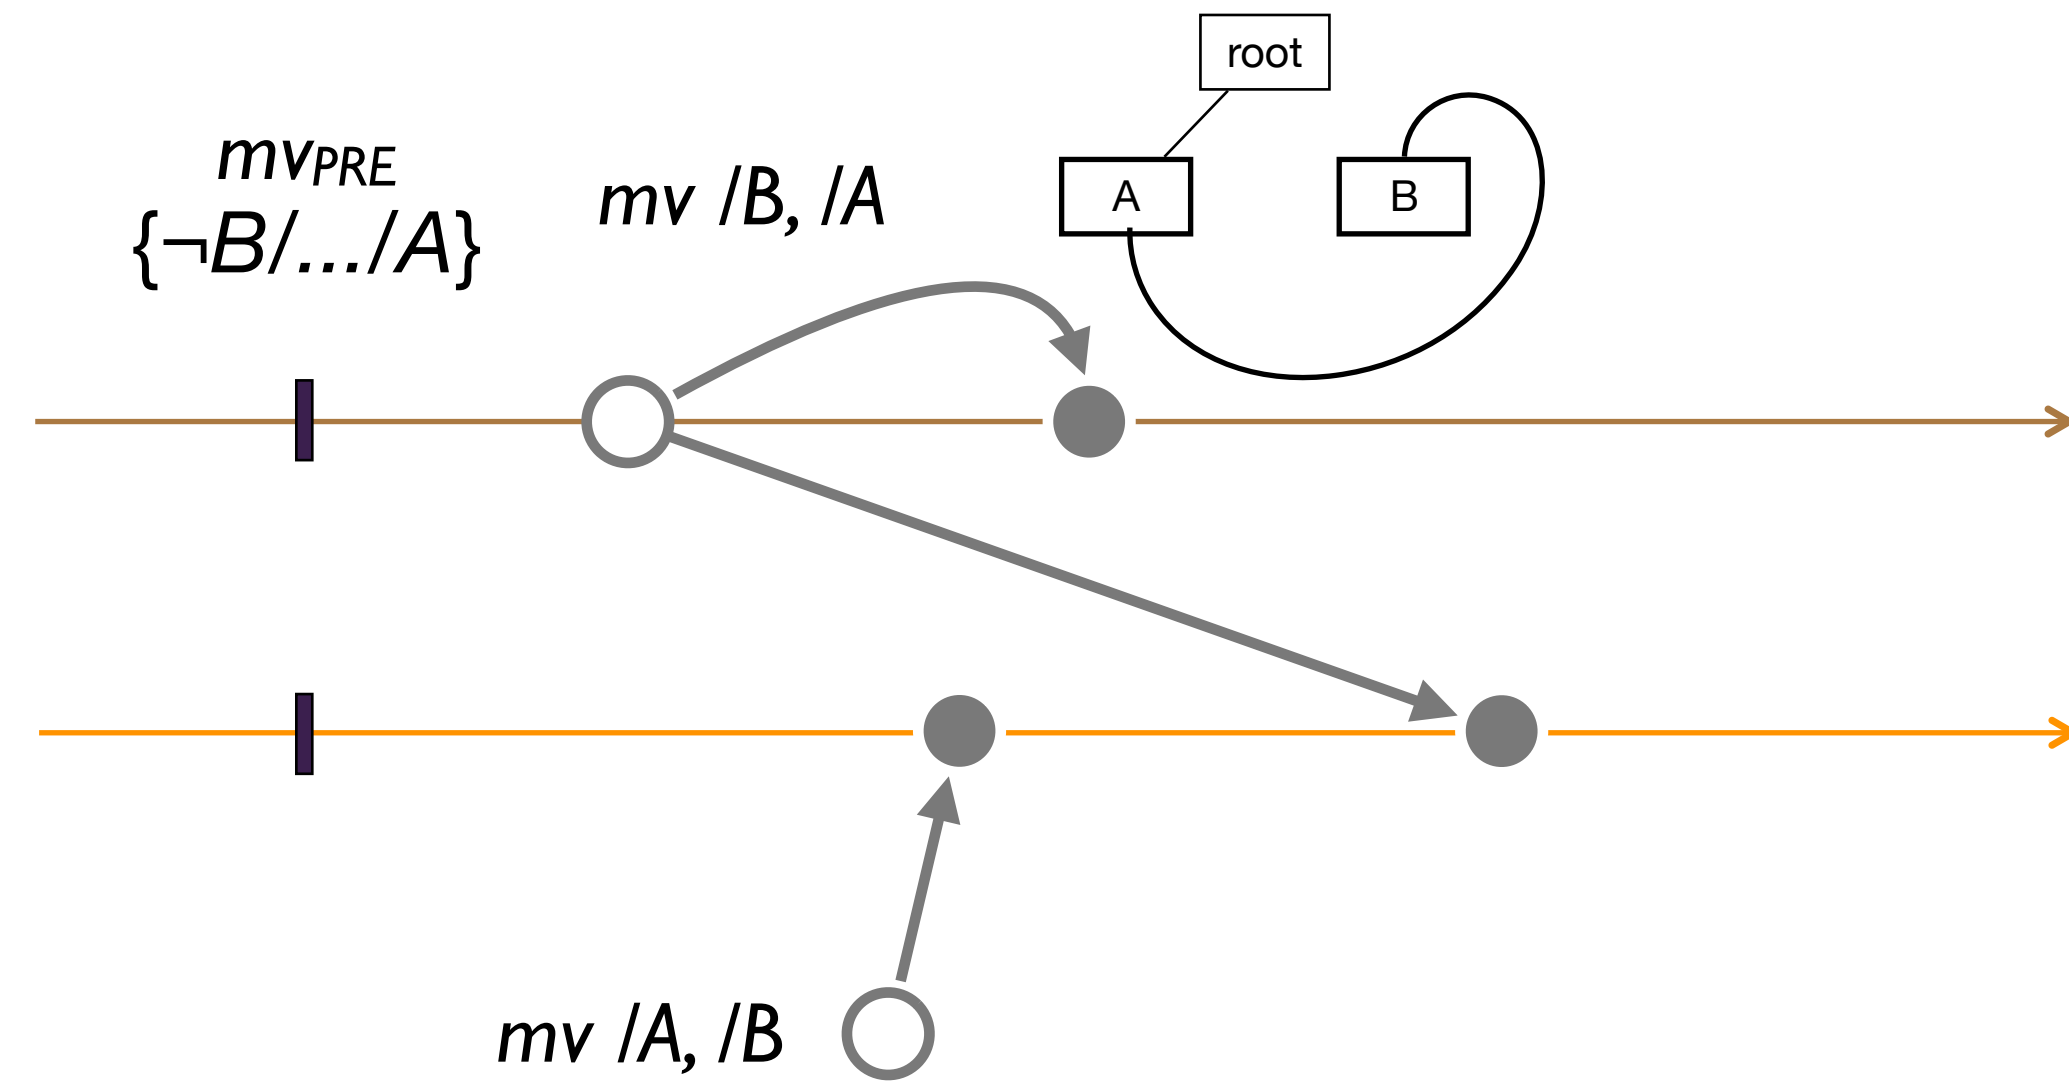 root
mvPRE
{¬B/.../A}
mv /B, /A
A
B
mv /A, /B